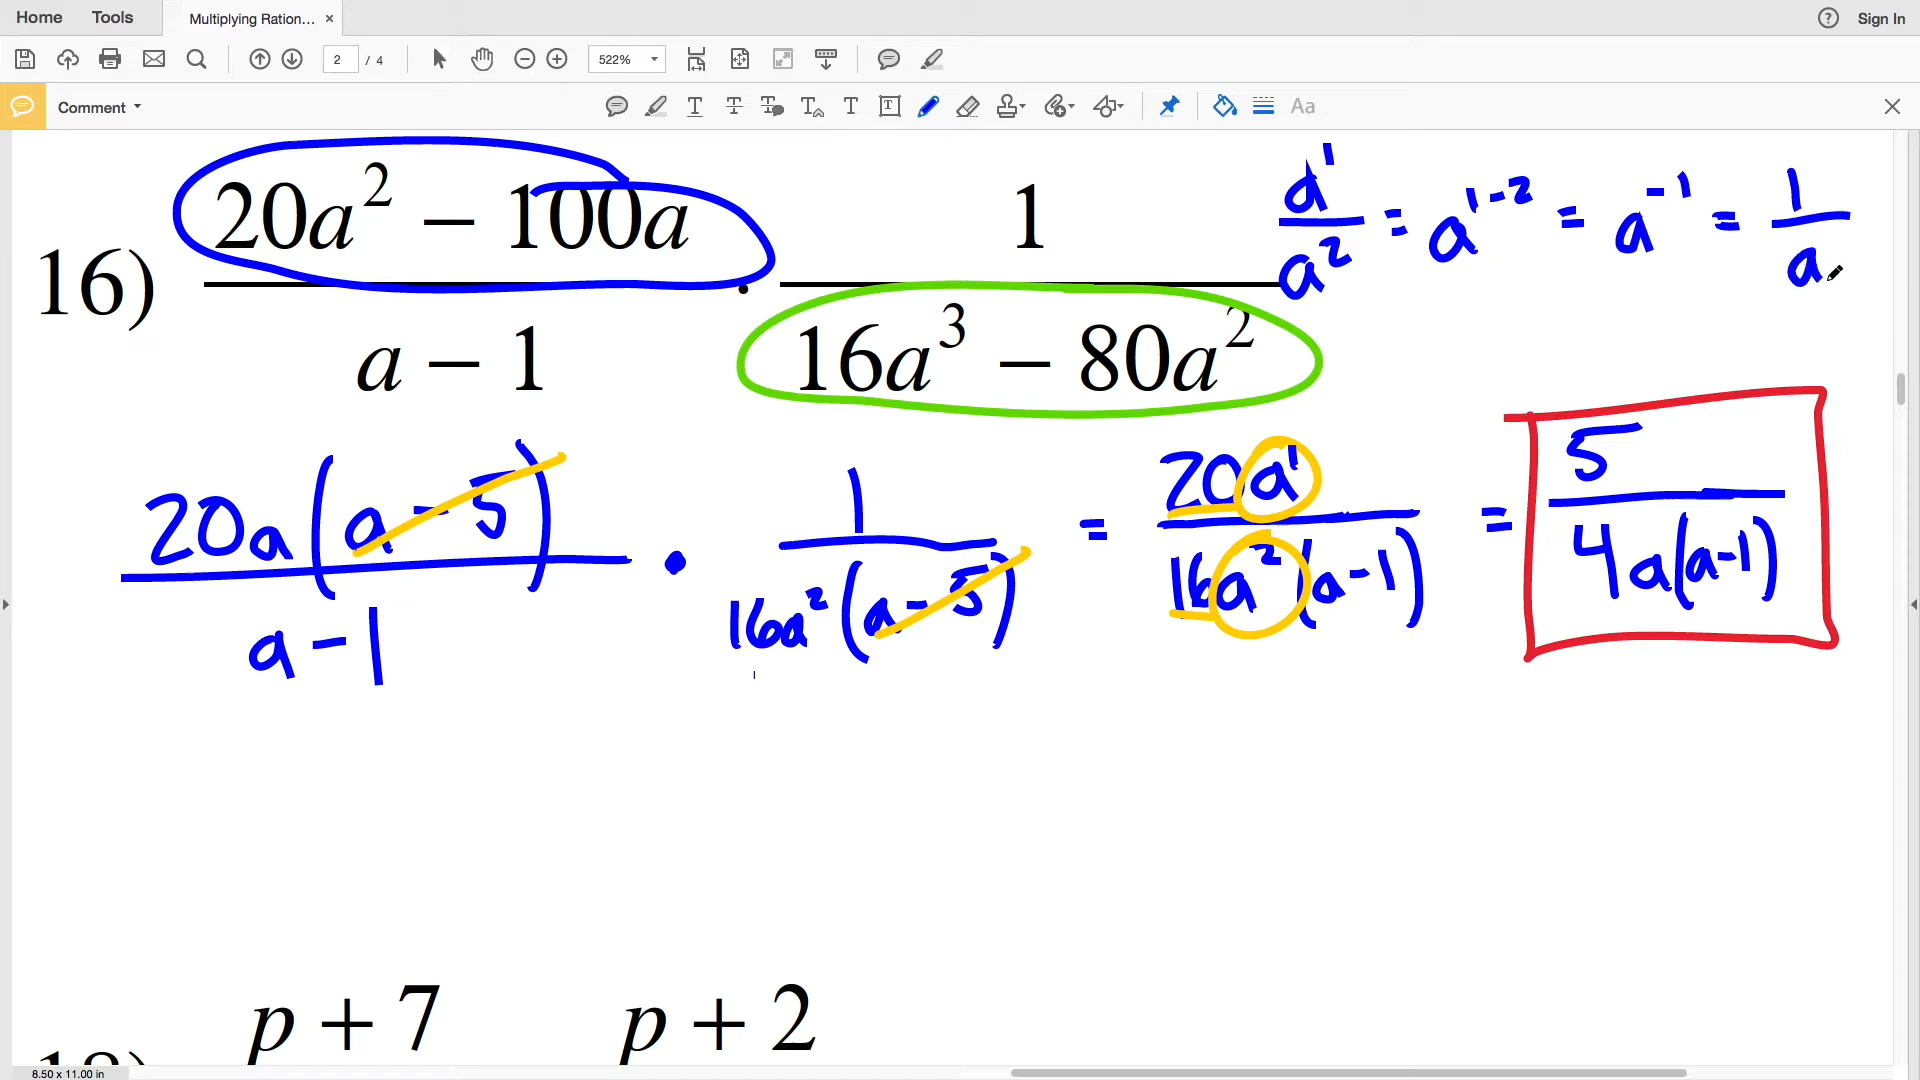 Home Tools Multiplying Ration... × ? Sign In
2 / 4 522%
Comment Aa
16) (20a² − 100a)/(a − 1) · 1/(16a³ − 80a²)
a¹/a² = a¹⁻² = a⁻¹ = 1/a
20a(a−5)/(a−1) · 1/(16a²(a−5)) = 20a¹/(16a²(a−1)) = 5/(4a(a−1))
p + 7 p + 2
8.50 x 11.00 in